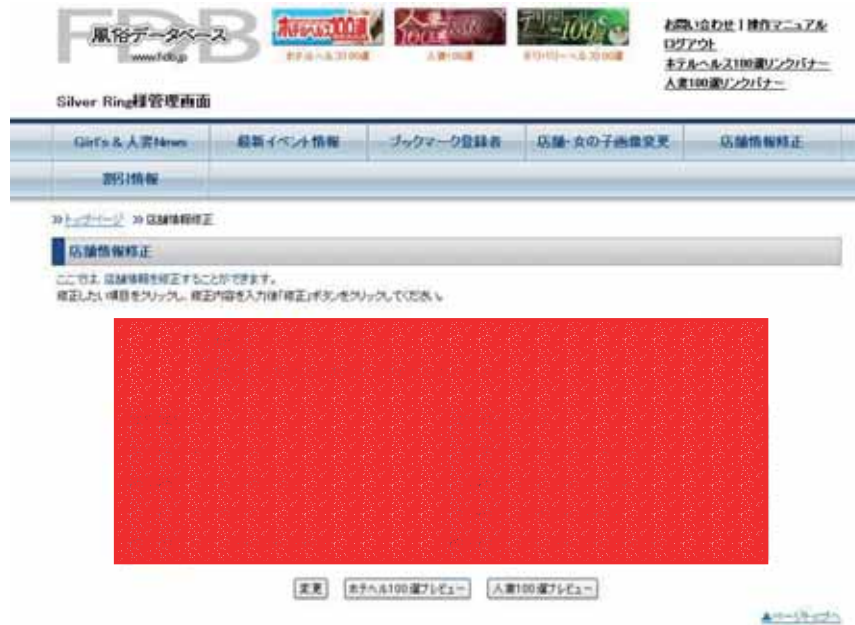 風俗データベース
www.fdb.jp
FDB
ホテヘル100選
お問い合わせ | 操作マニュアル
ログアウト
ホテルヘルス100選リンクバナー
人妻100選リンクバナー
Silver Ring様管理画面
Girl's & 人妻News 最新イベント情報 ブックマーク登録者 店舗・女の子画像変更 店舗情報修正
割引情報
≫トップページ ≫店舗情報修正
店舗情報修正
ここでは、店舗情報を修正することができます。
修正したい項目をクリックし、修正内容を入力後「修正」ボタンをクリックしてください。
変更 ホテヘル100選プレビュー 人妻100選プレビュー
▲ページトップへ